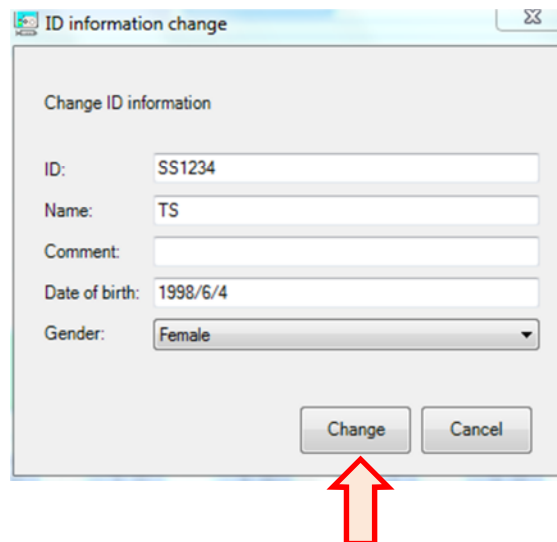 ID information change
Change ID information
ID: SS1234
Name: TS
Comment:
Date of birth: 1998/6/4
Gender: Female
Change Cancel